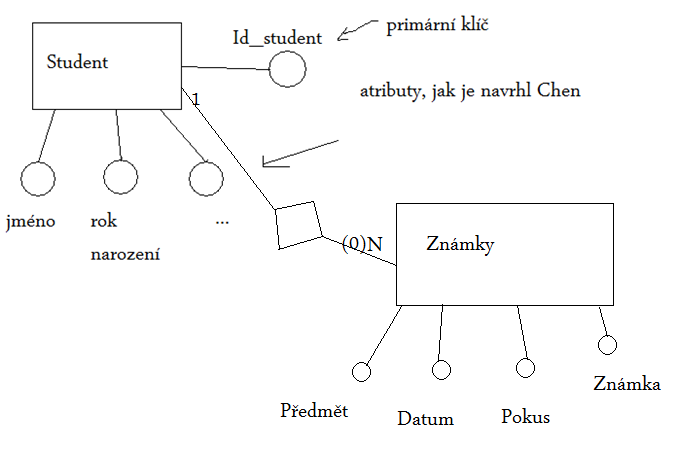 primární klíč
Id_student
Student
atributy, jak je navrhl Chen
1
jméno
rok
narození
...
(0)N
Známky
Předmět
Datum
Pokus
Známka